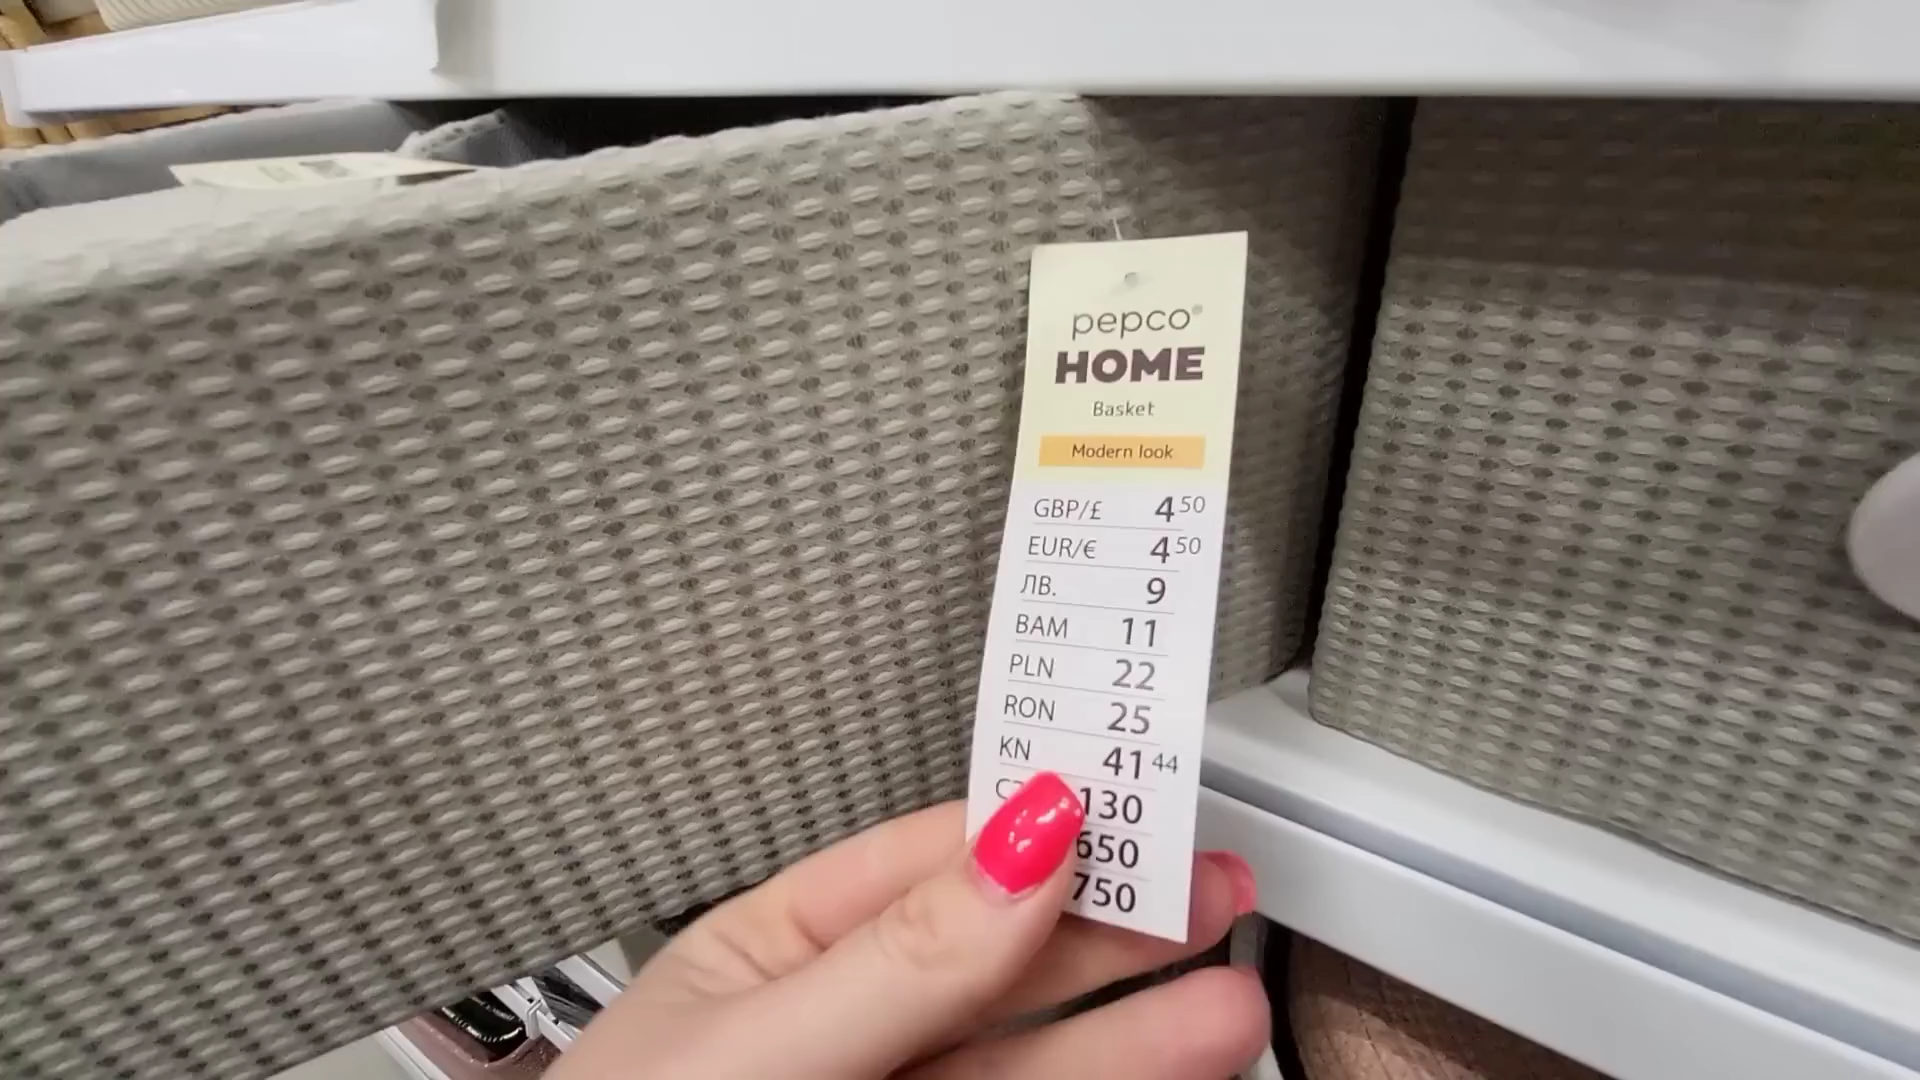 pepco®
HOME
Basket
Modern look
GBP/£ 4 50
EUR/€ 4 50
ЛВ. 9
BAM 11
PLN 22
RON 25
KN 41 44
130
650
750